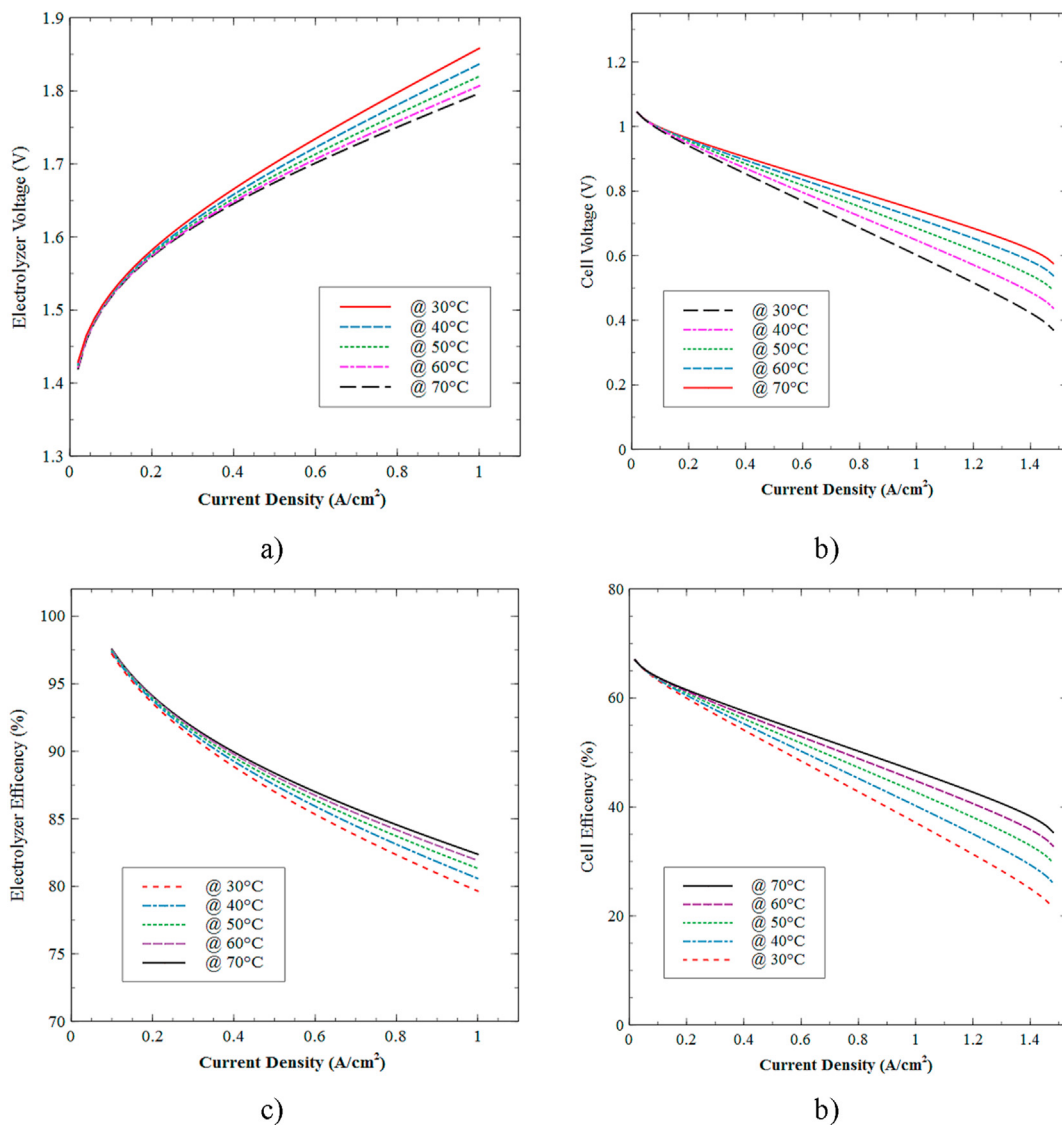 1.9
1.8
1.7
1.6
1.5
1.4
1.3
Electrolyzer Voltage (V)
@ 30°C
@ 40°C
@ 50°C
@ 60°C
@ 70°C
0 0.2 0.4 0.6 0.8 1
Current Density (A/cm²)
a)
1.2
1
0.8
0.6
0.4
0.2
0
Cell Voltage (V)
@ 30°C
@ 40°C
@ 50°C
@ 60°C
@ 70°C
0 0.2 0.4 0.6 0.8 1 1.2 1.4
Current Density (A/cm²)
b)
100
95
90
85
80
75
70
Electrolyzer Efficency (%)
@ 30°C
@ 40°C
@ 50°C
@ 60°C
@ 70°C
0 0.2 0.4 0.6 0.8 1
Current Density (A/cm²)
c)
80
60
40
20
0
Cell Efficency (%)
@ 70°C
@ 60°C
@ 50°C
@ 40°C
@ 30°C
0 0.2 0.4 0.6 0.8 1 1.2 1.4
Current Density (A/cm²)
b)